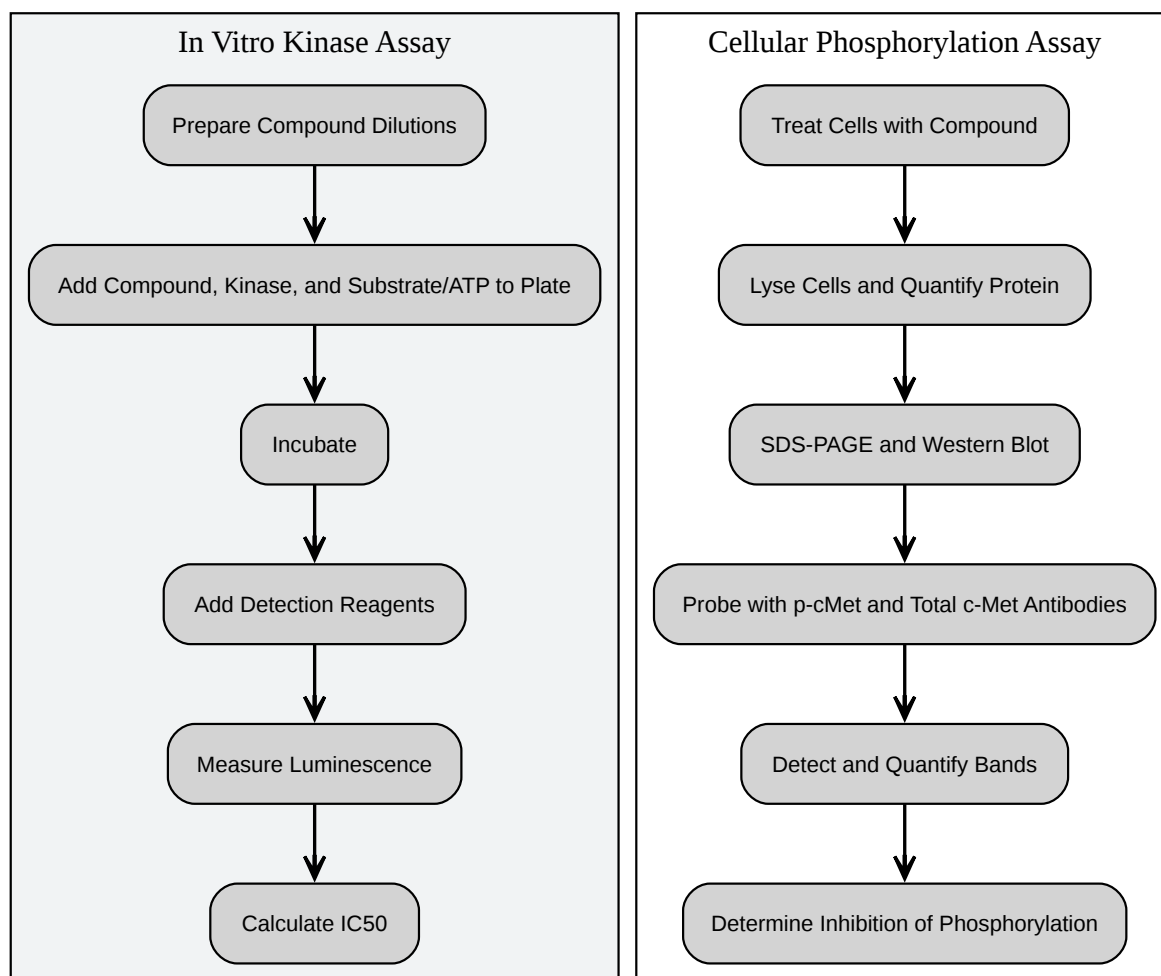 In Vitro Kinase Assay
Prepare Compound Dilutions
Add Compound, Kinase, and Substrate/ATP to Plate
Incubate
Add Detection Reagents
Measure Luminescence
Calculate IC50
Cellular Phosphorylation Assay
Treat Cells with Compound
Lyse Cells and Quantify Protein
SDS-PAGE and Western Blot
Probe with p-cMet and Total c-Met Antibodies
Detect and Quantify Bands
Determine Inhibition of Phosphorylation